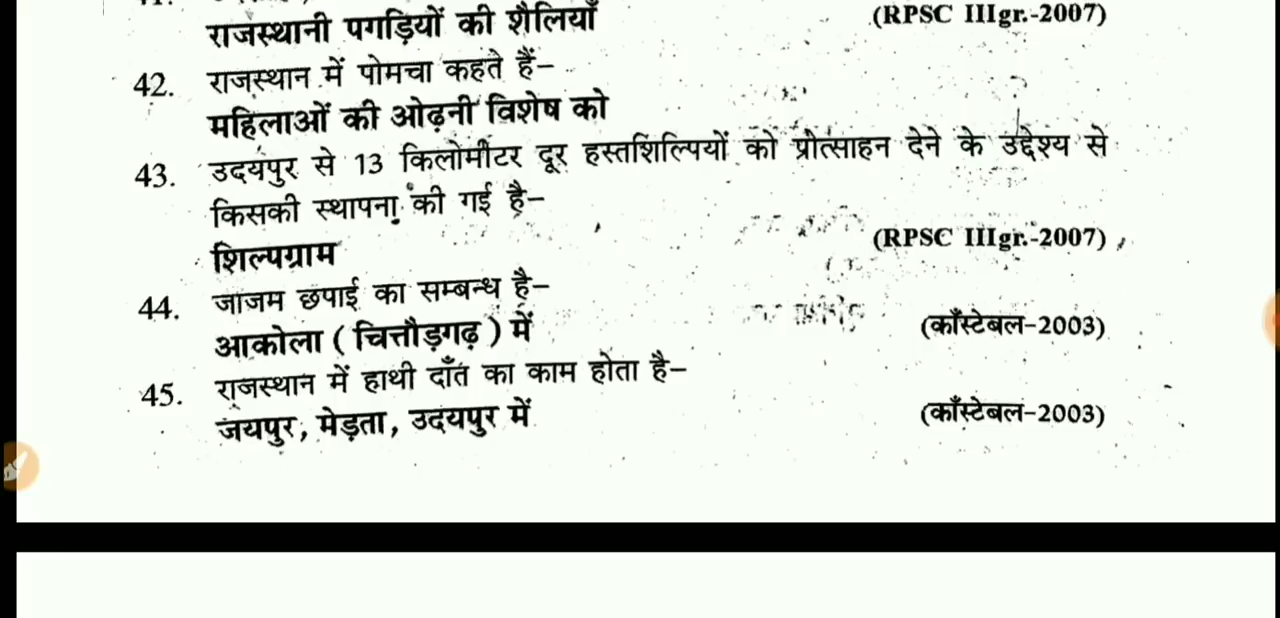 राजस्थानी पगड़ियों की शैलियाँ (RPSC IIIgr.-2007)
42. राजस्थान में पोमचा कहते हैं–
महिलाओं की ओढ़नी विशेष को
43. उदयपुर से 13 किलोमीटर दूर हस्तशिल्पियों को प्रोत्साहन देने के उद्देश्य से
किसकी स्थापना की गई है–
शिल्पग्राम (RPSC IIIgr.-2007)
44. जाजम छपाई का सम्बन्ध है–
आकोला ( चित्तौड़गढ़ ) में (कॉंस्टेबल-2003)
45. राजस्थान में हाथी दाँत का काम होता है–
जयपुर, मेड़ता, उदयपुर में (कॉंस्टेबल-2003)